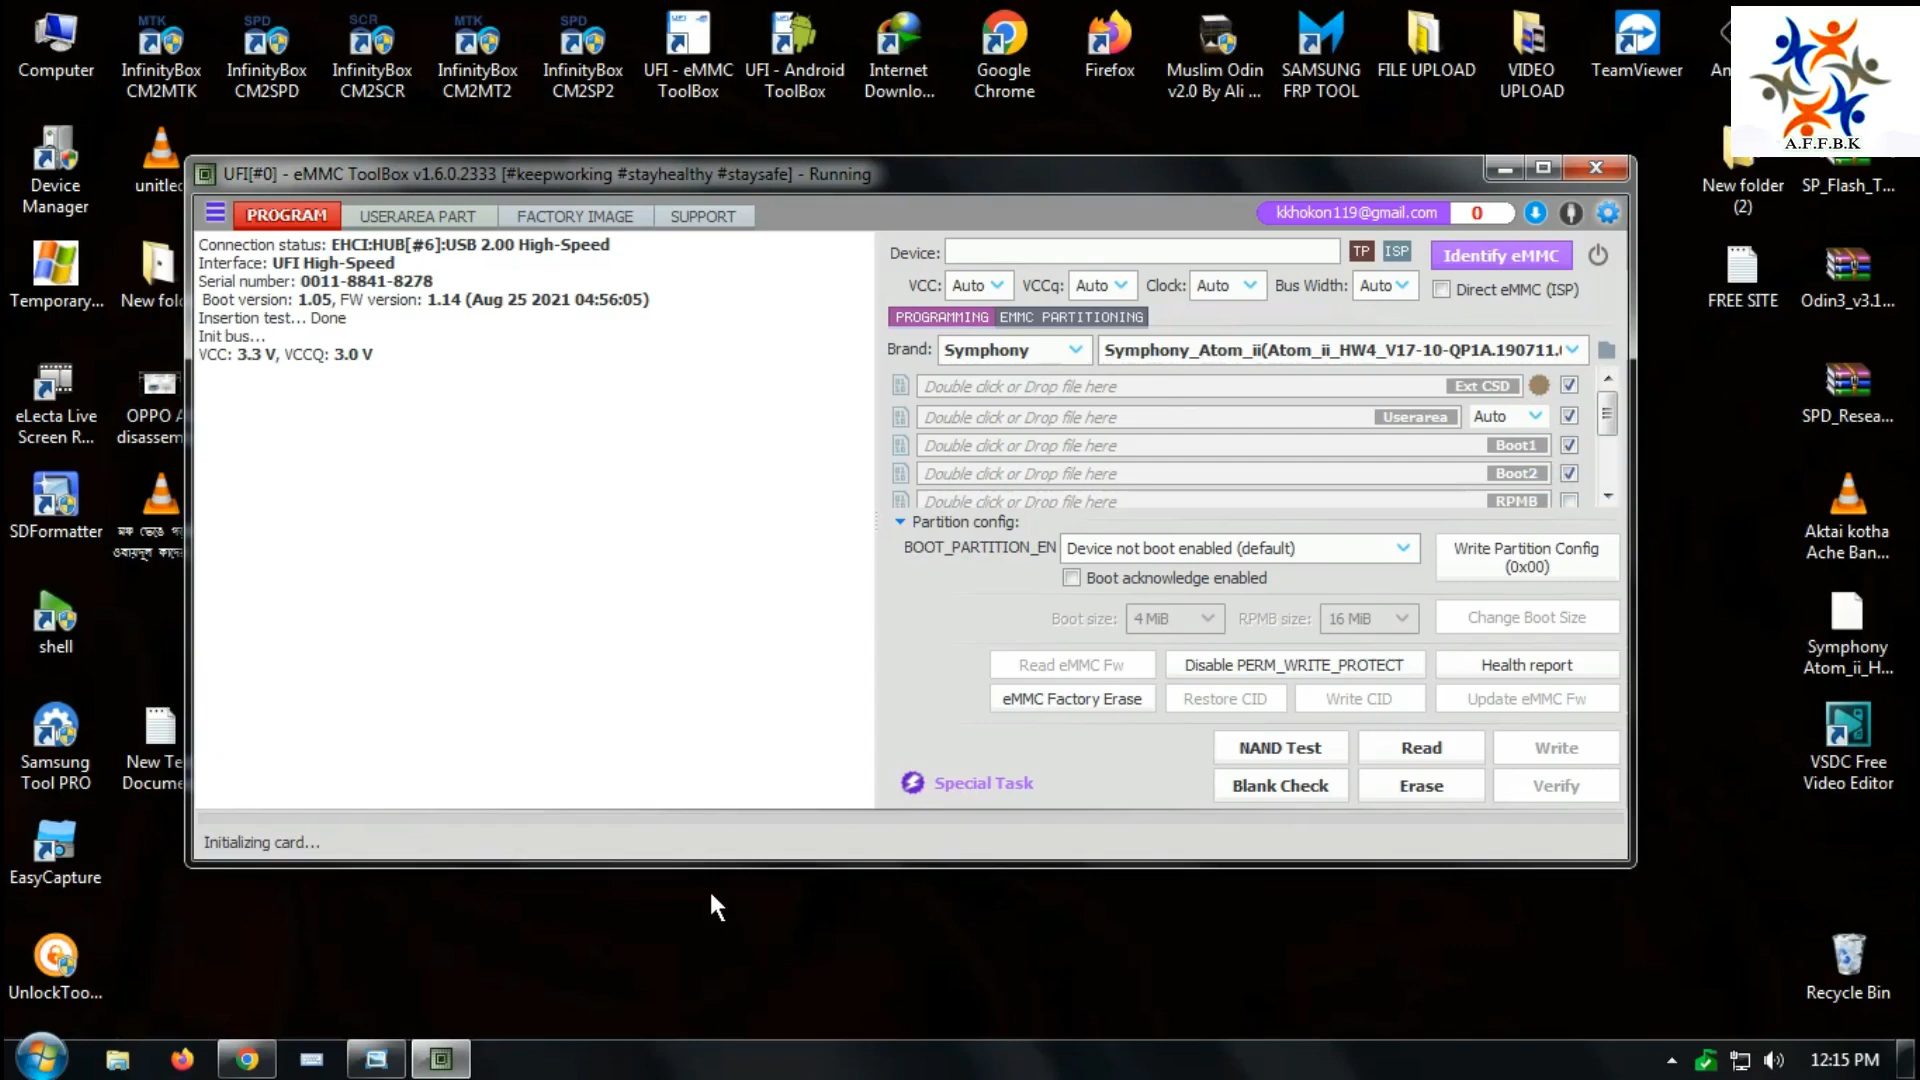 Computer
MTK
InfinityBox
CM2MTK
SPD
InfinityBox
CM2SPD
SCR
InfinityBox
CM2SCR
MTK
InfinityBox
CM2MT2
SPD
InfinityBox
CM2SP2
UFI
UFI - eMMC
ToolBox
UFI - Android
ToolBox
Internet
Downlo...
Google
Chrome
Firefox
Muslim Odin
v2.0 By Ali ...
SAMSUNG
FRP TOOL
FILE UPLOAD
VIDEO
UPLOAD
TeamViewer
An
A.F.F.B.K
Device
Manager
unitlec
New folder
(2)
SP_Flash_T...
Temporary...
New fol
FREE SITE
Odin3_v3.1...
eLecta Live
Screen R...
OPPO A
disassem
SPD_Resea...
SDFormatter
Aktai kotha
Ache Ban...
shell
Symphony
Atom_ii_H...
Samsung
Tool PRO
New Te
Docume
VSDC Free
Video Editor
EasyCapture
UnlockToo...
Recycle Bin
UFI[#0] - eMMC ToolBox v1.6.0.2333 [#keepworking #stayhealthy #staysafe] - Running
PROGRAM
USERAREA PART
FACTORY IMAGE
SUPPORT
kkhokon119@gmail.com
0
Connection status: EHCI:HUB[#6]:USB 2.00 High-Speed
Interface: UFI High-Speed
Serial number: 0011-8841-8278
Boot version: 1.05, FW version: 1.14 (Aug 25 2021 04:56:05)
Insertion test... Done
Init bus...
VCC: 3.3 V, VCCQ: 3.0 V
Device:
TP
ISP
Identify eMMC
VCC: Auto
VCCq: Auto
Clock: Auto
Bus Width: Auto
Direct eMMC (ISP)
PROGRAMMING
EMMC PARTITIONING
Brand: Symphony
Symphony_Atom_ii(Atom_ii_HW4_V17-10-QP1A.190711.
Double click or Drop file here Ext CSD
Double click or Drop file here Userarea Auto
Double click or Drop file here Boot1
Double click or Drop file here Boot2
Double click or Drop file here RPMB
Partition config:
BOOT_PARTITION_EN Device not boot enabled (default)
Write Partition Config
(0x00)
Boot acknowledge enabled
Boot size: 4 MiB
RPMB size: 16 MiB
Change Boot Size
Read eMMC Fw
Disable PERM_WRITE_PROTECT
Health report
eMMC Factory Erase
Restore CID
Write CID
Update eMMC Fw
NAND Test
Read
Write
Special Task
Blank Check
Erase
Verify
Initializing card...
12:15 PM